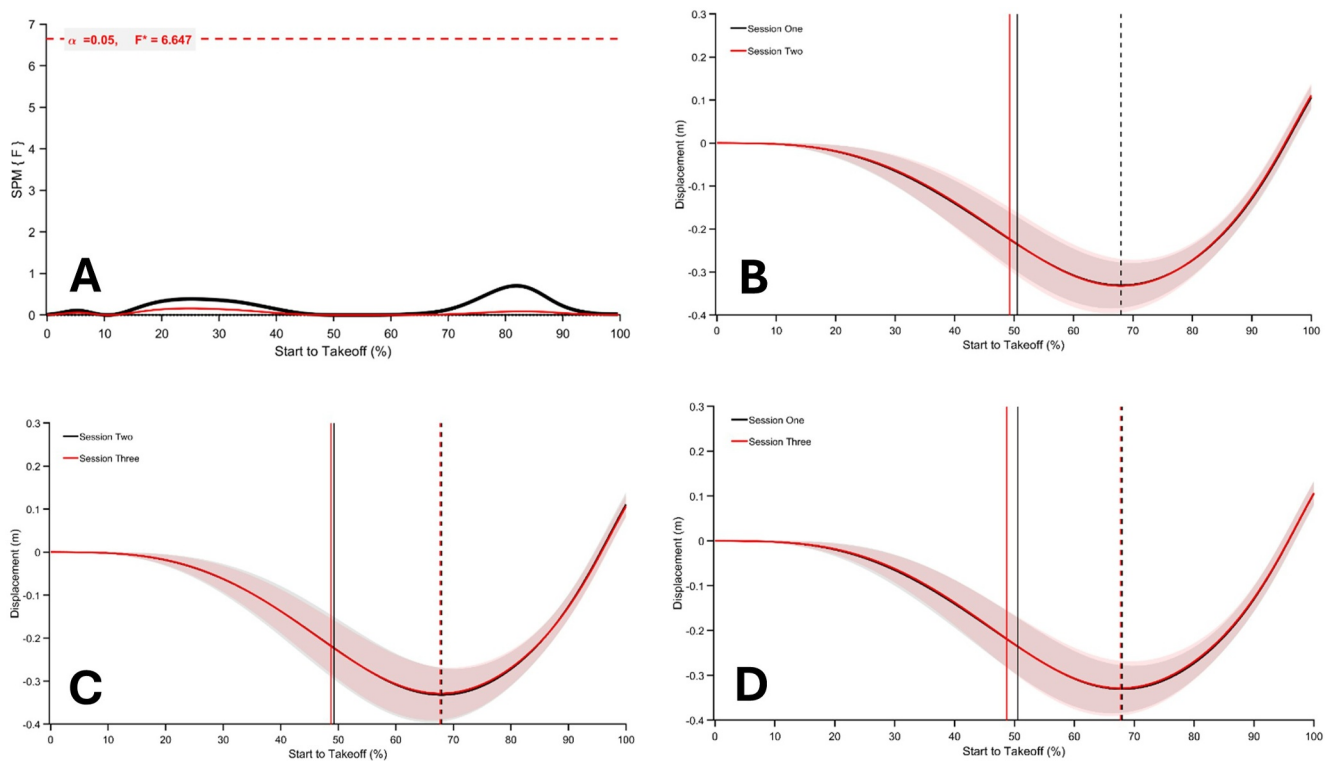 7
6
5
4
3
2
1
0
SPM { F }
α =0.05, F* = 6.647
A
0 10 20 30 40 50 60 70 80 90 100
Start to Takeoff (%)
0.3
0.2
0.1
0
-0.1
-0.2
-0.3
-0.4
Displacement (m)
Session One
Session Two
B
0 10 20 30 40 50 60 70 80 90 100
Start to Takeoff (%)
0.3
0.2
0.1
0
-0.1
-0.2
-0.3
-0.4
Displacement (m)
Session Two
Session Three
C
0 10 20 30 40 50 60 70 80 90 100
Start to Takeoff (%)
0.3
0.2
0.1
0
-0.1
-0.2
-0.3
-0.4
Displacement (m)
Session One
Session Three
D
0 10 20 30 40 50 60 70 80 90 100
Start to Takeoff (%)